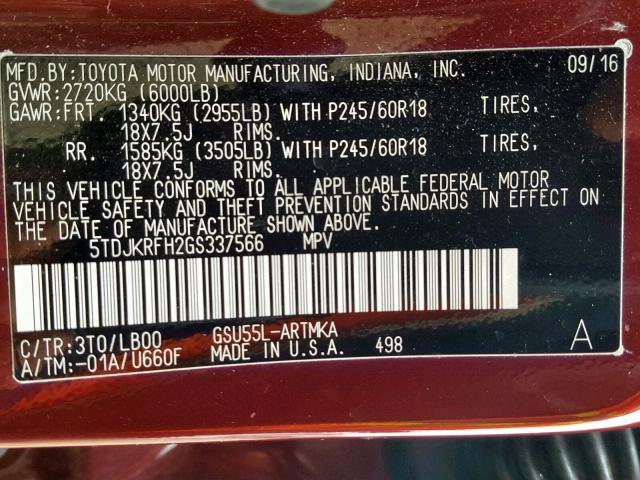 MFD.BY:TOYOTA MOTOR MANUFACTURING, INDIANA, INC. 09/16
GVWR:2720KG (6000LB)
GAWR:FRT. 1340KG (2955LB) WITH P245/60R18 TIRES,
18X7.5J RIMS.
RR. 1585KG (3505LB) WITH P245/60R18 TIRES,
18X7.5J RIMS.
THIS VEHICLE CONFORMS TO ALL APPLICABLE FEDERAL MOTOR
VEHICLE SAFETY AND THEFT PREVENTION STANDARDS IN EFFECT ON
THE DATE OF MANUFACTURE SHOWN ABOVE.
5TDJKRFH2GS337566 MPV
C/TR:3T0/LB00 GSU55L-ARTMKA
A/TM:-01A/U660F MADE IN U.S.A. 498 A